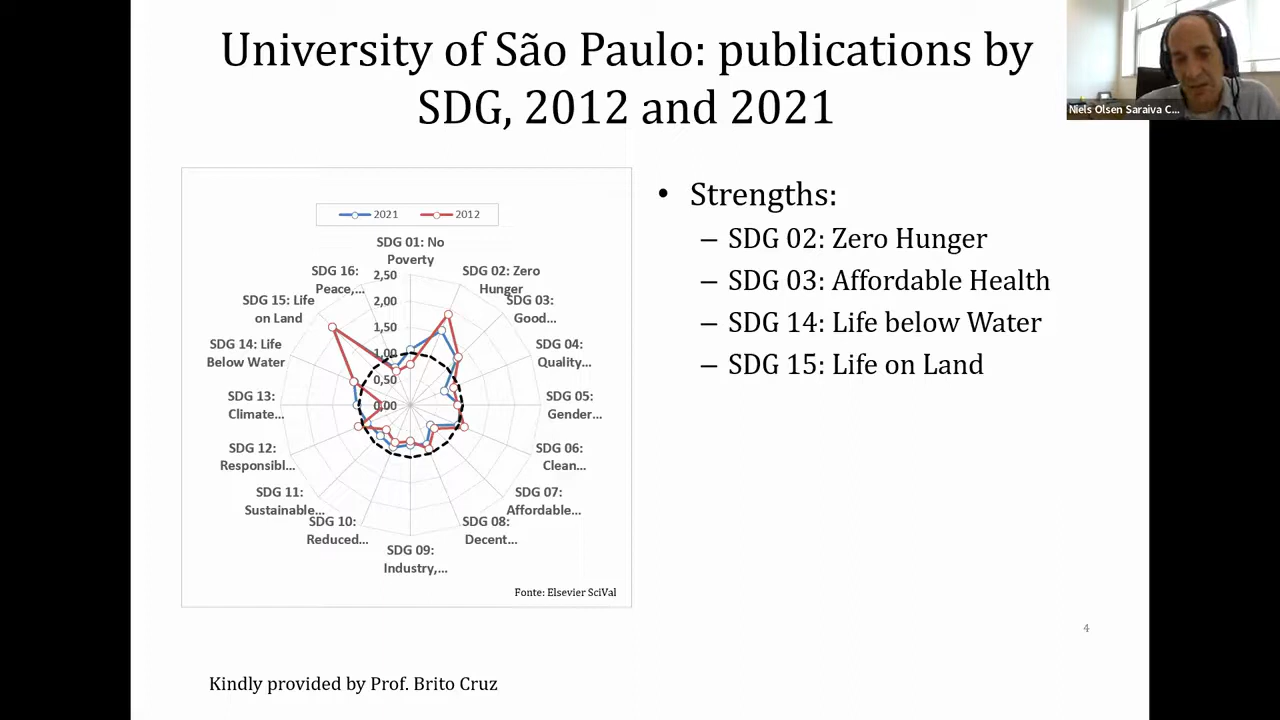 University of São Paulo: publications by
SDG, 2012 and 2021
Niels Olsen Saraiva C...
2021
2012
SDG 01: No
Poverty
SDG 02: Zero
Hunger
SDG 03:
Good...
SDG 04:
Quality...
SDG 05:
Gender...
SDG 06:
Clean...
SDG 07:
Affordable...
SDG 08:
Decent...
SDG 09:
Industry,...
SDG 10:
Reduced...
SDG 11:
Sustainable...
SDG 12:
Responsibl...
SDG 13:
Climate...
SDG 14: Life
Below Water
SDG 15: Life
on Land
SDG 16:
Peace,...
2,50
2,00
1,50
1,00
0,50
0,00
Fonte: Elsevier SciVal
• Strengths:
– SDG 02: Zero Hunger
– SDG 03: Affordable Health
– SDG 14: Life below Water
– SDG 15: Life on Land
4
Kindly provided by Prof. Brito Cruz